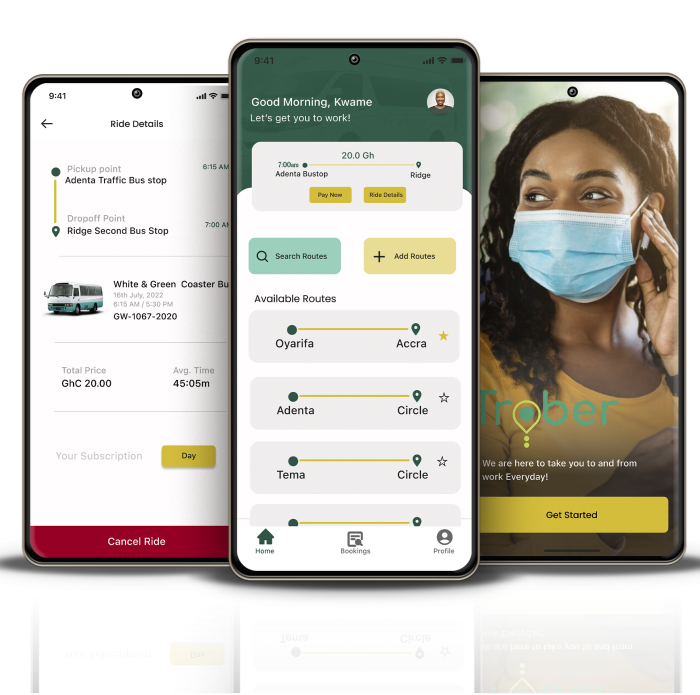 9:41
Ride Details
Pickup point
6:15 AM
Adenta Traffic Bus stop
Dropoff Point
7:00 A
Ridge Second Bus Stop
White & Green Coaster Bu
16th July, 2022
6:15 AM / 5:30 PM
GW-1067-2020
Total Price
Avg. Time
GhC 20.00
45:05m
Your Subscription
Day
Cancel Ride
9:41
Good Morning, Kwame
Let's get you to work!
20.0 Gh
7:00am
Adenta Bustop
Ridge
Pay Now
Ride Details
Search Routes
Add Routes
Available Routes
Oyarifa
Accra
Adenta
Circle
Tema
Circle
Home
Bookings
Profile
Trober
We are here to take you to and from
work Everyday!
Get Started